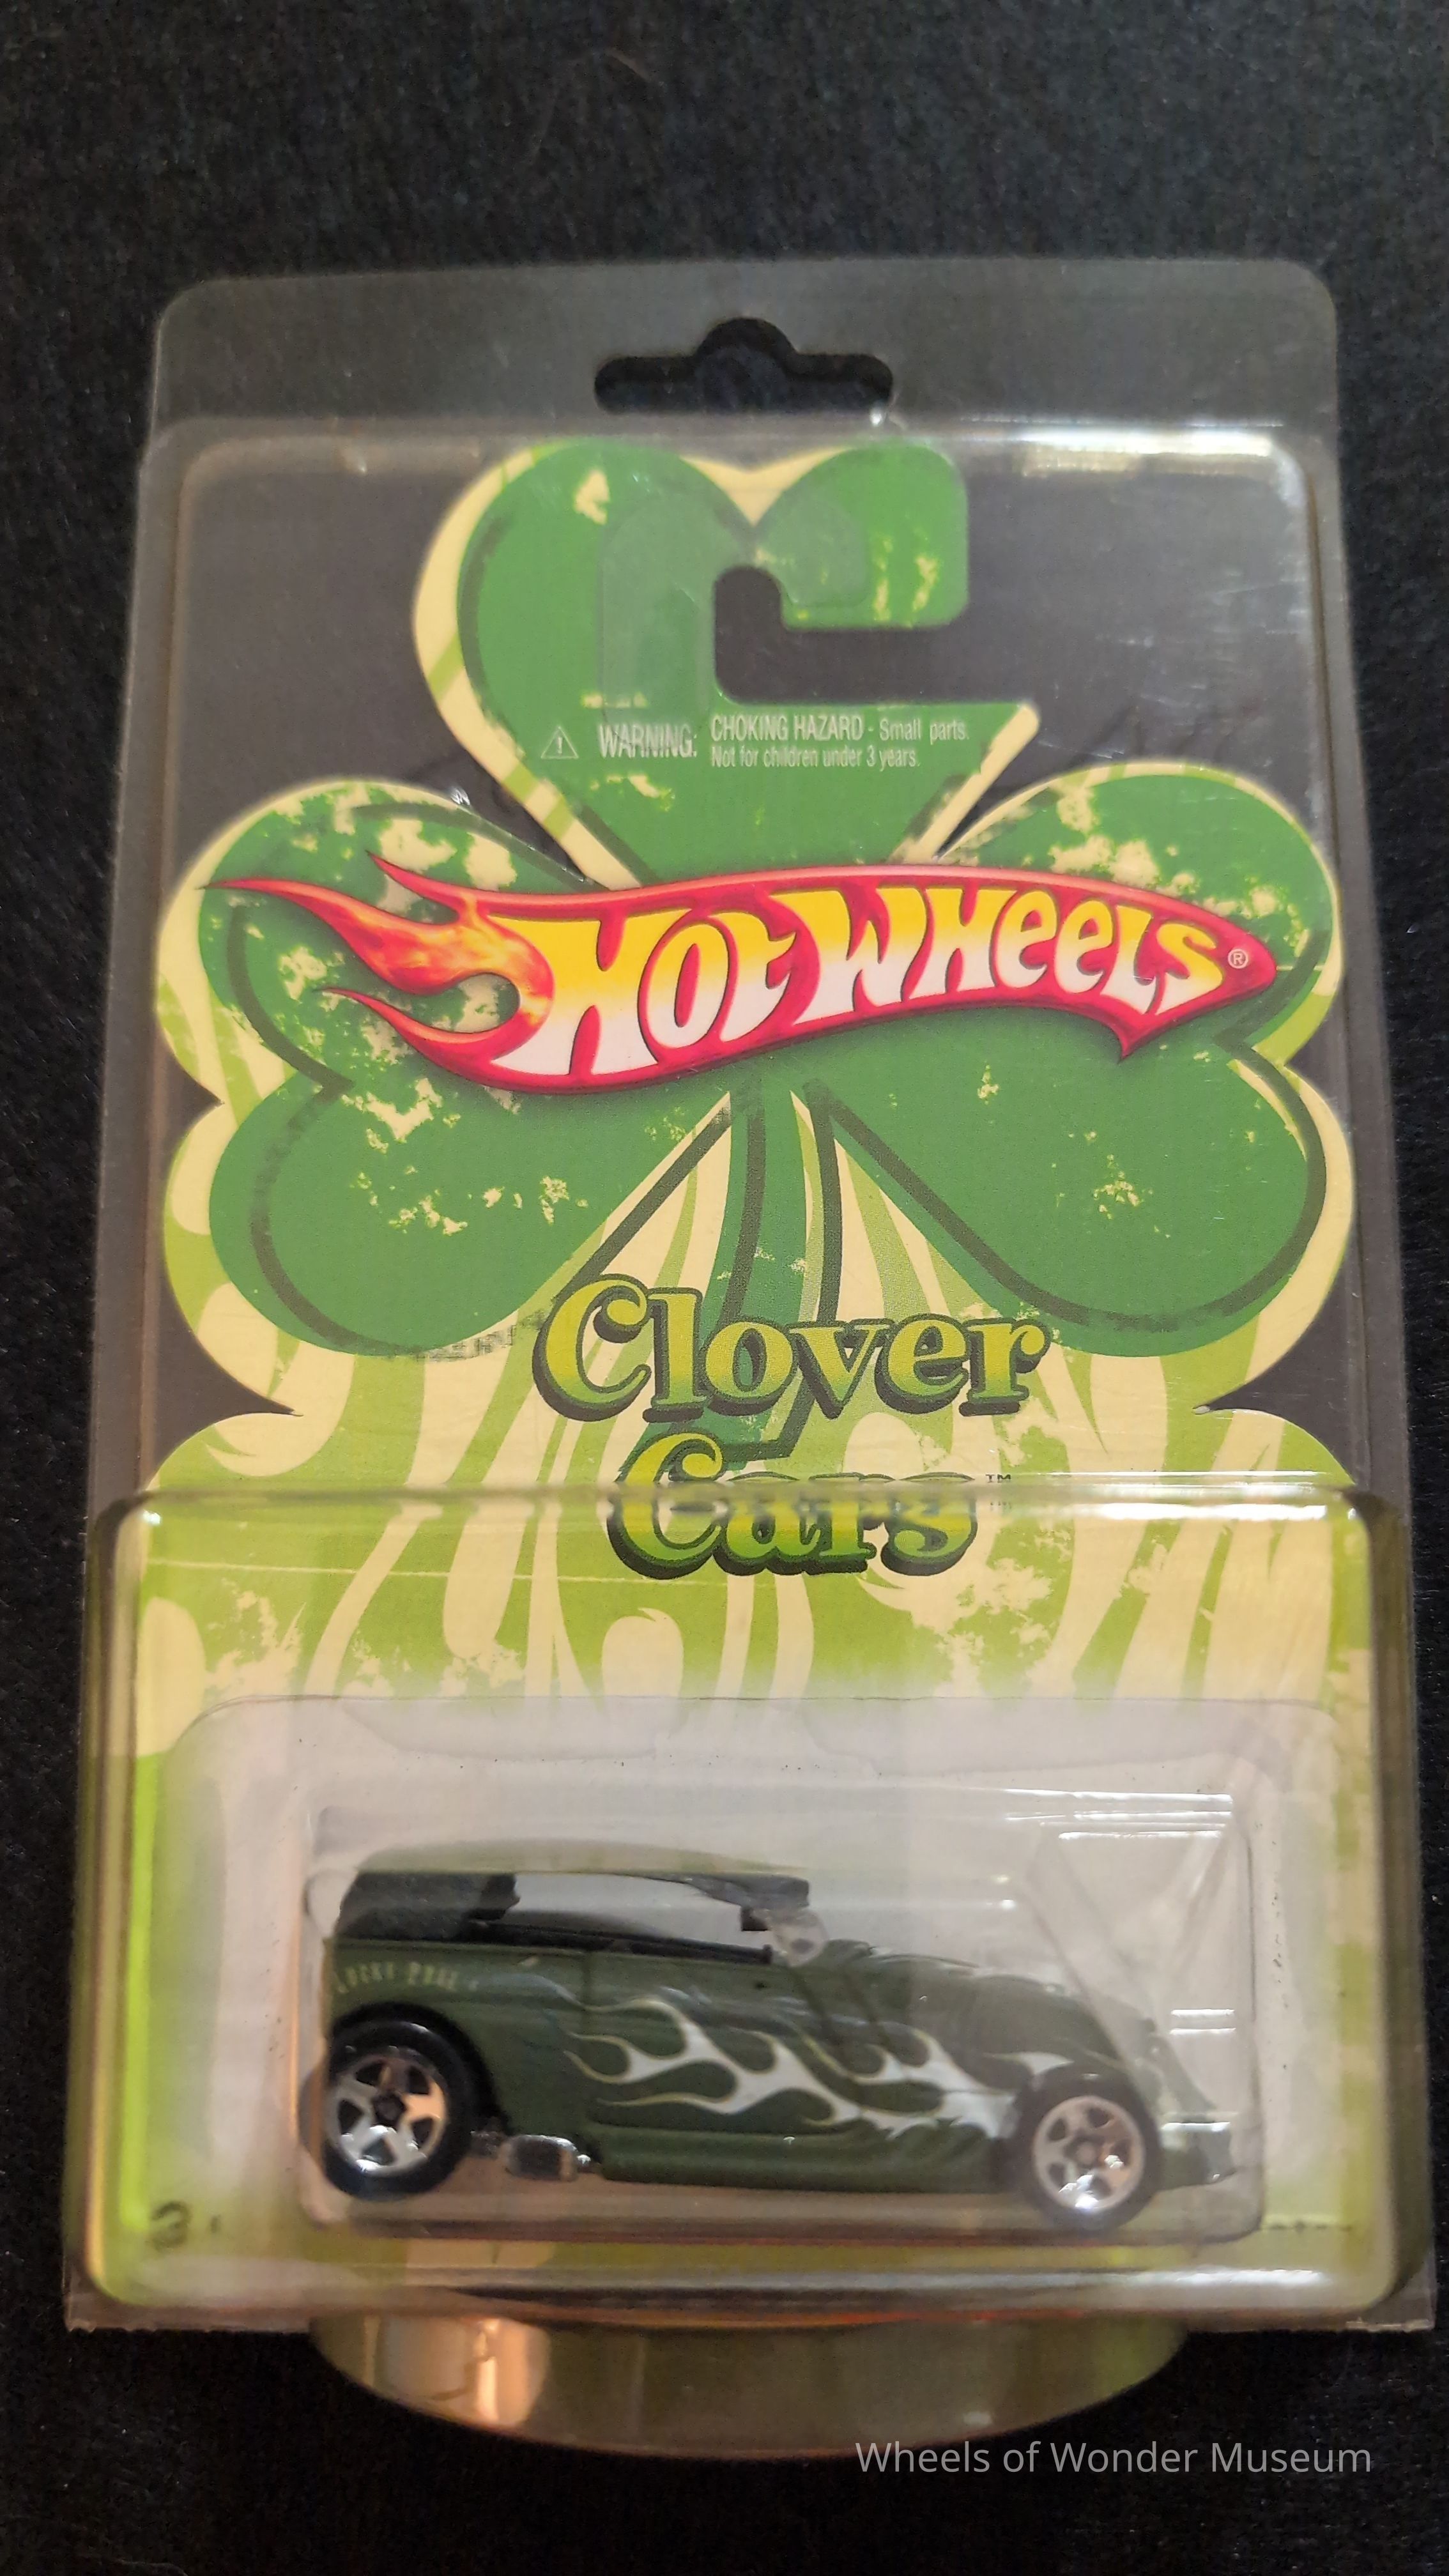 ⚠ WARNING: CHOKING HAZARD - Small parts.
Not for children under 3 years.
HOT WHEELS®
Clover
Cars™
LUCKY
Wheels of Wonder Museum